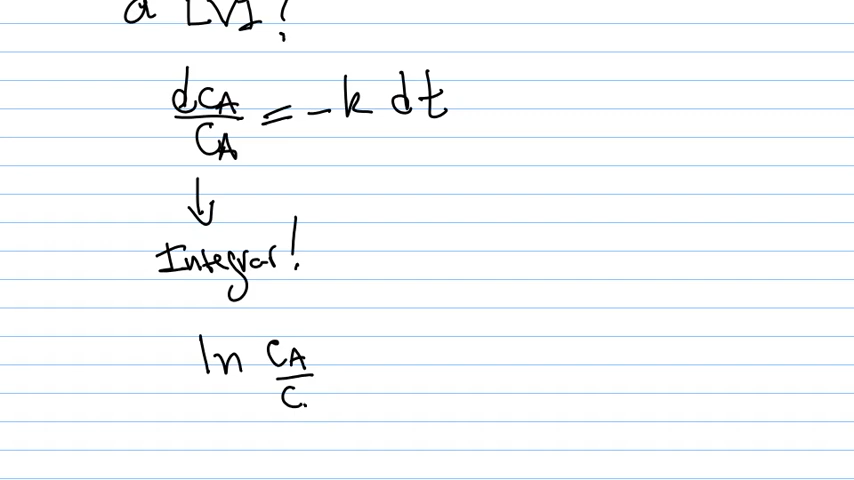 dCA/CA = -k dt
↓
Integrar!
ln CA/C